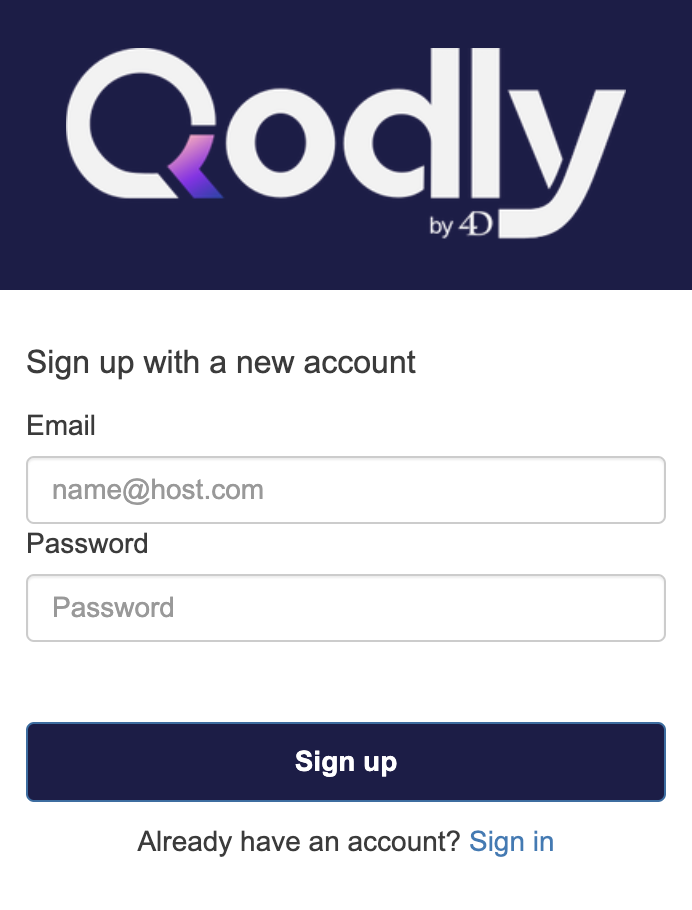 Qodly
by 4D
Sign up with a new account
Email
name@host.com
Password
Password
Sign up
Already have an account? Sign in